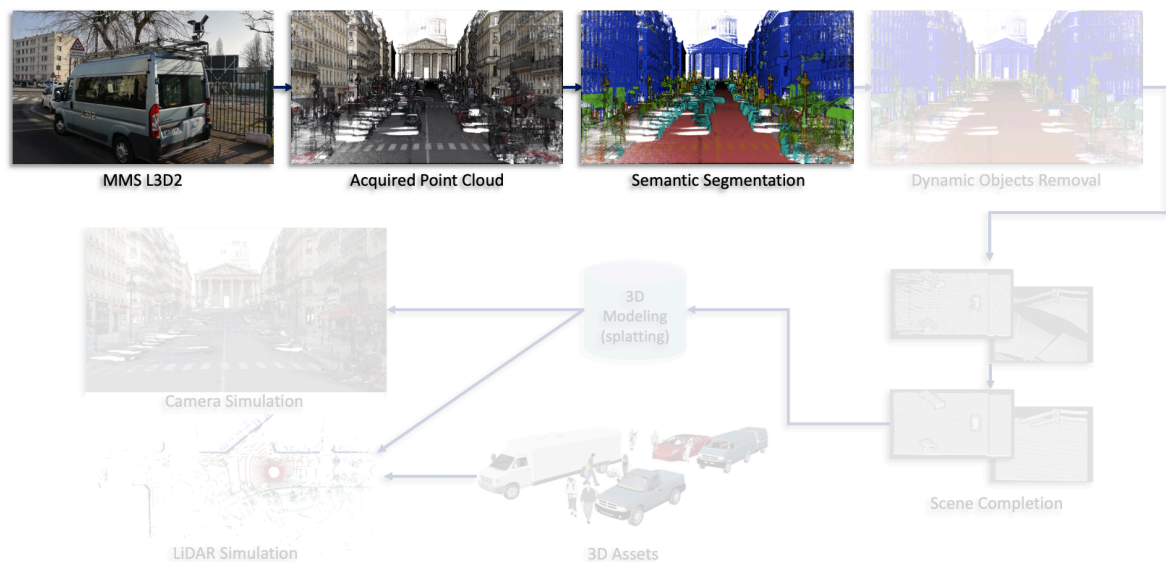 MMS L3D2
Acquired Point Cloud
Semantic Segmentation
Dynamic Objects Removal
3D
Modeling
(splatting)
Camera Simulation
Scene Completion
LiDAR Simulation
3D Assets